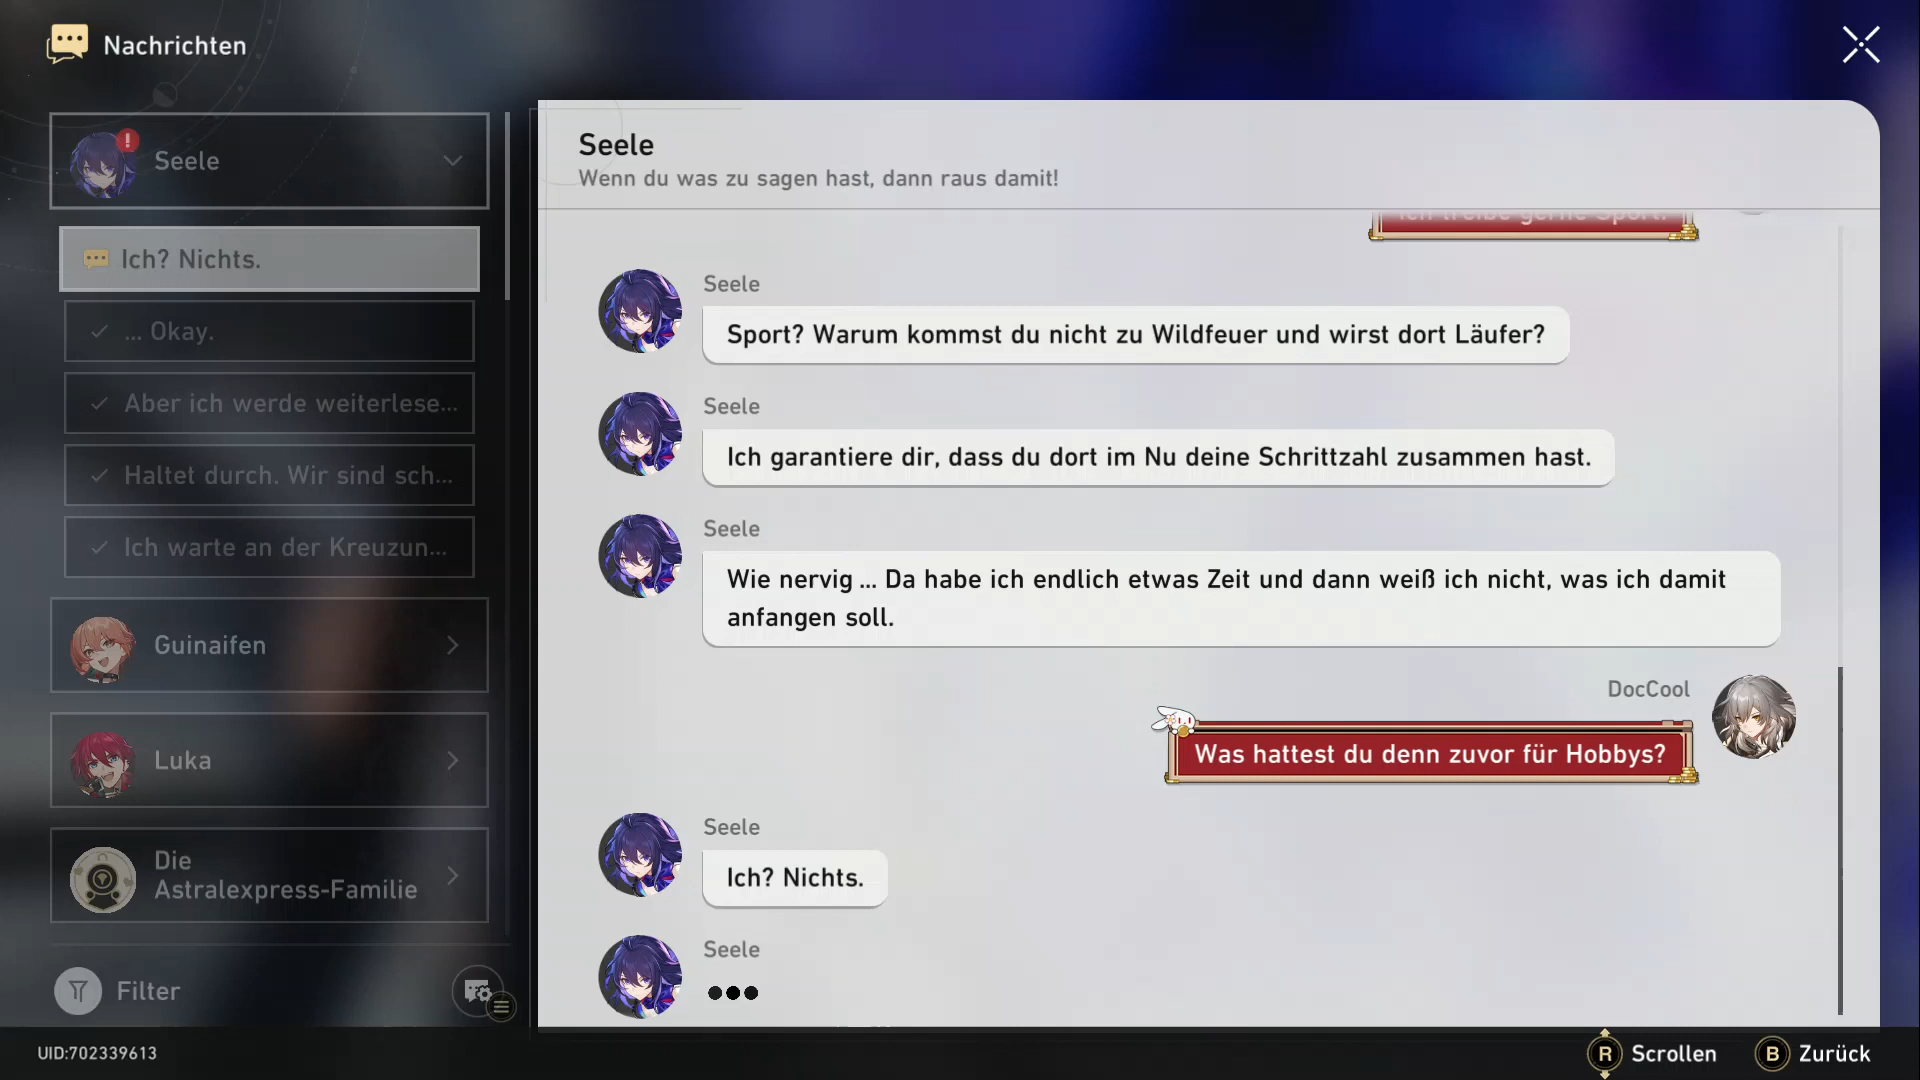 Nachrichten
Seele
Ich? Nichts.
... Okay.
Aber ich werde weiterlese...
Haltet durch. Wir sind sch...
Ich warte an der Kreuzun...
Guinaifen
Luka
Die
Astralexpress-Familie
Filter
Seele
Wenn du was zu sagen hast, dann raus damit!
Ich treibe gerne Sport.
Seele
Sport? Warum kommst du nicht zu Wildfeuer und wirst dort Läufer?
Seele
Ich garantiere dir, dass du dort im Nu deine Schrittzahl zusammen hast.
Seele
Wie nervig ... Da habe ich endlich etwas Zeit und dann weiß ich nicht, was ich damit
anfangen soll.
DocCool
Was hattest du denn zuvor für Hobbys?
Seele
Ich? Nichts.
Seele
UID:702339613
R Scrollen
B Zurück